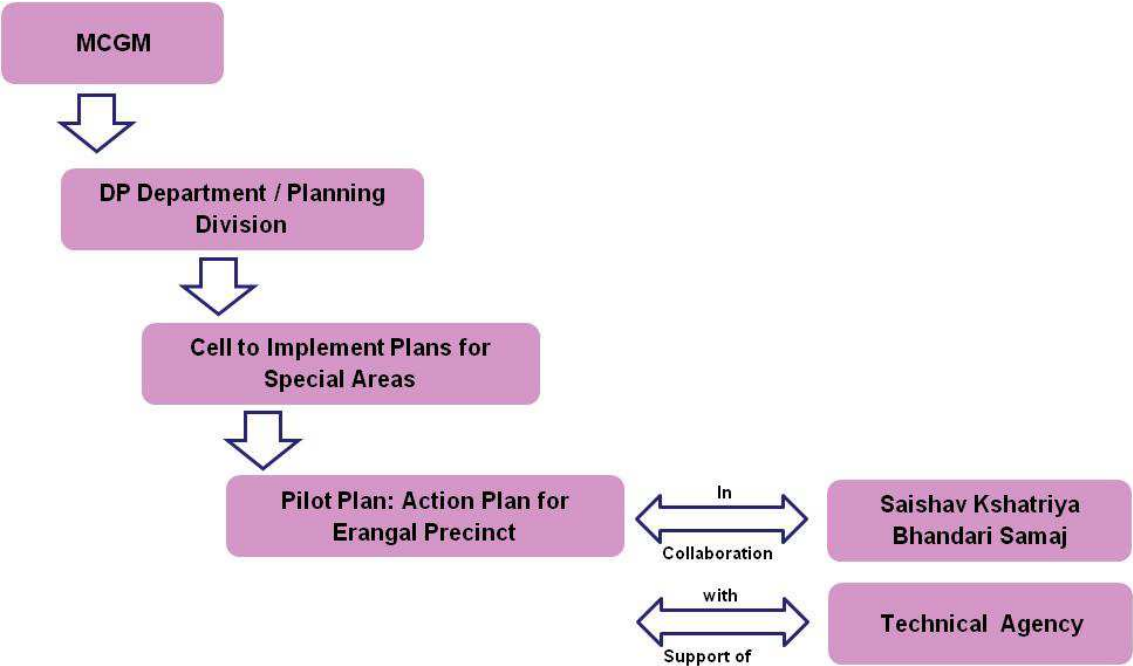 MCGM
DP Department / Planning
Division
Cell to Implement Plans for
Special Areas
Pilot Plan: Action Plan for
Erangal Precinct
In
Collaboration
Saishav Kshatriya
Bhandari Samaj
with
Support of
Technical Agency